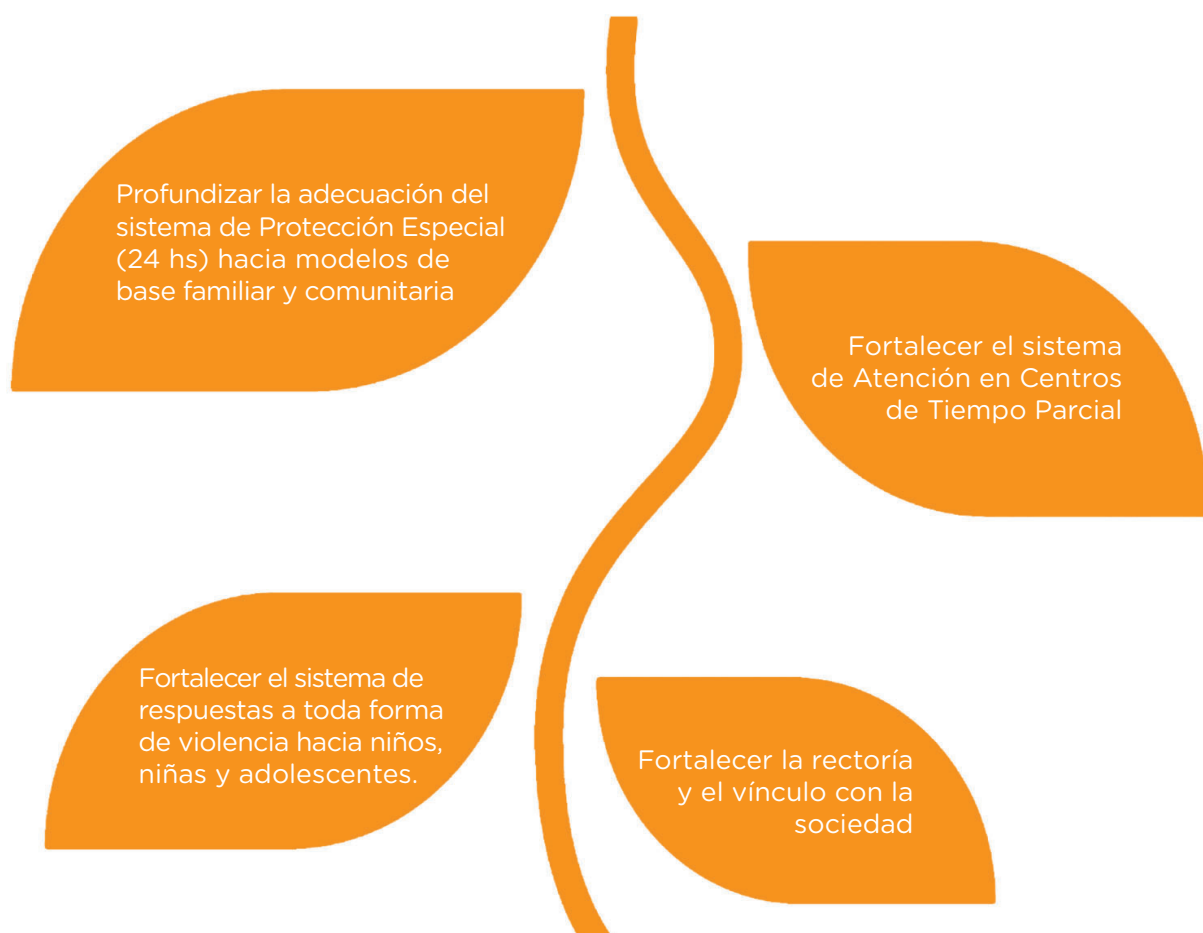 Profundizar la adecuación del
sistema de Protección Especial
(24 hs) hacia modelos de
base familiar y comunitaria
Fortalecer el sistema
de Atención en Centros
de Tiempo Parcial
Fortalecer el sistema de
respuestas a toda forma
de violencia hacia niños,
niñas y adolescentes.
Fortalecer la rectoría
y el vínculo con la
sociedad